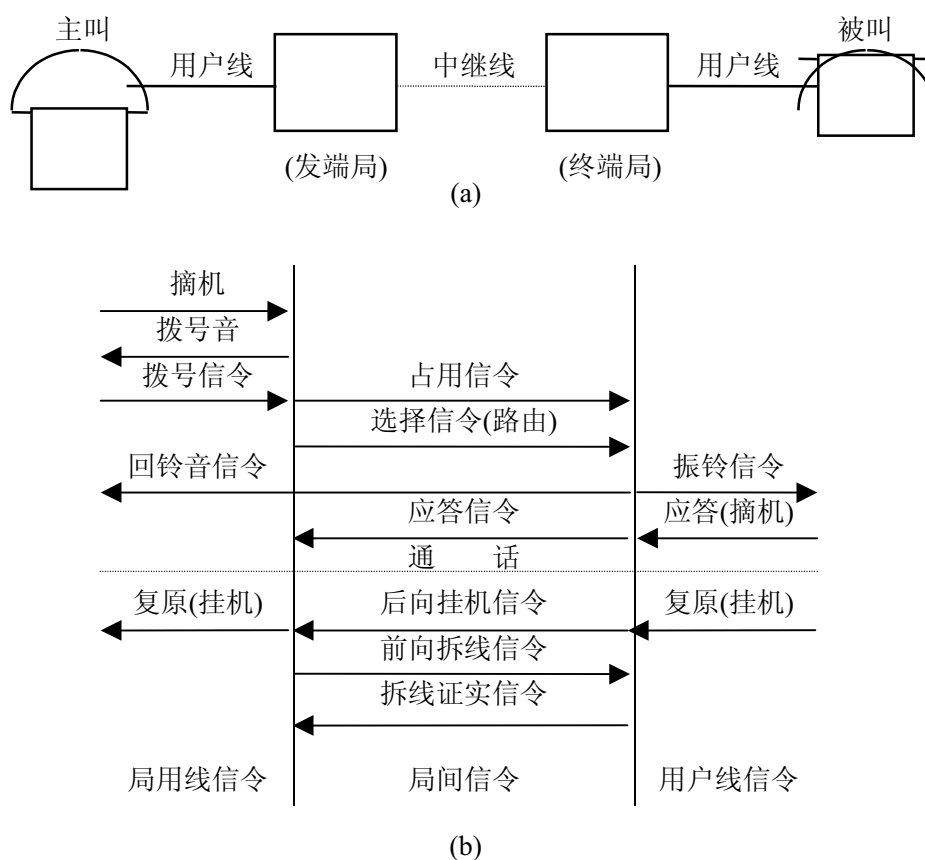 主叫
被叫
用户线
中继线
用户线
(发端局)
(终端局)
(a)
摘机
拨号音
拨号信令
占用信令
选择信令(路由)
回铃音信令
振铃信令
应答信令
应答(摘机)
通 话
复原(挂机)
后向挂机信令
复原(挂机)
前向拆线信令
拆线证实信令
局用线信令
局间信令
用户线信令
(b)